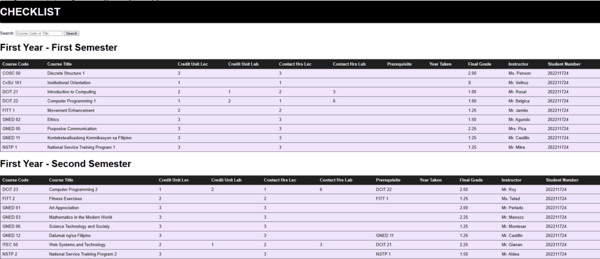 CHECKLIST
Search: Course Code or Title Search
First Year - First Semester
Course Code Course Title Credit Unit Lec Credit Unit Lab Contact Hrs Lec Contact Hrs Lab Prerequisite Year Taken Final Grade Instructor Student Number
COSC 50 Discrete Structure 1 3 3 2.00 Ms. Penson 202211724
CvSU 101 Institutional Orientation 1 1 S Mr. 202211724
DCIT 21 Introduction to Computing 2 1 2 3 1.00 Mr. Rosal 202211724
DCIT 22 Computer Programming 1 1 2 1 6 1.00 Mr. Belgica 202211724
FITT 1 Movement Enhancement 2 2 1.25 Mr. Jarnito 202211724
GNED 02 Ethics 3 3 1.50 Mr. Agundo 202211724
GNED 05 Purposive Communication 3 3 2.25 Mrs. Pica 202211724
GNED 11 Kontekstwalisadong Komnikasyon sa Filipino 3 3 1.25 Mr. Castillo 202211724
NSTP 1 National Service Training Program 1 3 3 1.25 Mr. Mitra 202211724
First Year - Second Semester
Course Code Course Title Credit Unit Lec Credit Unit Lab Contact Hrs Lec Contact Hrs Lab Prerequisite Year Taken Final Grade Instructor Student Number
DCIT 23 Computer Programming 2 1 2 1 6 DCIT 22 2.50 Mr. Roy 202211724
FITT 2 Fitness Exercises 2 2 FITT 1 1.25 Ms. Talad 202211724
GNED 01 Art Appreciation 3 3 2.00 Mr. 202211724
GNED 03 Mathematics in the Modern World 3 3 2.25 Mr. 202211724
GNED 06 Science Technology and Society 3 3 1.25 Mr. Montesar 202211724
GNED 12 Dalumat ng/sa Filipino 3 3 GNED 11 1.25 Mr. Castillo 202211724
ITEC 50 Web Systems and Technology 2 1 2 3 DCIT 21 2.25 Mr. 202211724
NSTP 2 National Service Training Program 2 3 3 NSTP 1 1.50 Mr. Aldea 202211724